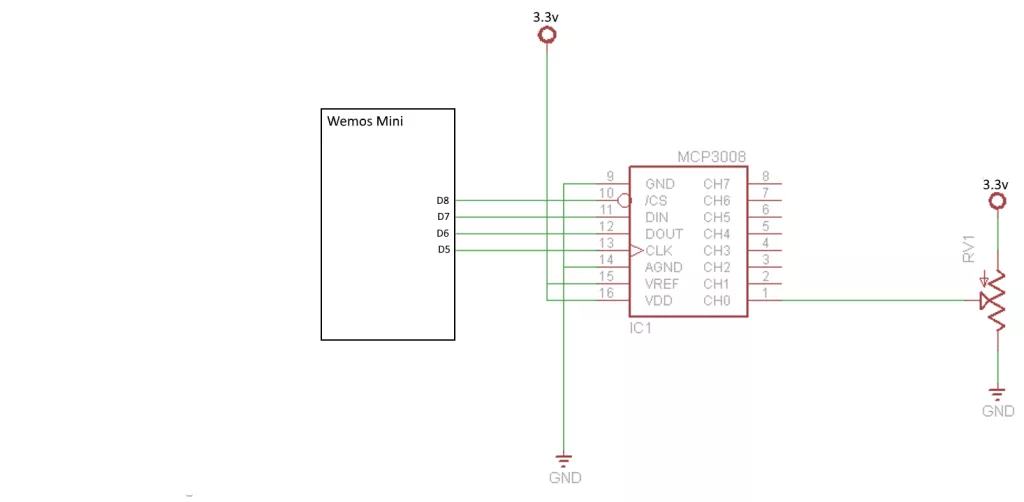 3.3v
Wemos Mini
D8
D7
D6
D5
MCP3008
9 GND CH7 8
10 /CS CH6 7
11 DIN CH5 6
12 DOUT CH4 5
13 CLK CH3 4
14 AGND CH2 3
15 VREF CH1 2
16 VDD CH0 1
IC1
GND
3.3v
RV1
GND